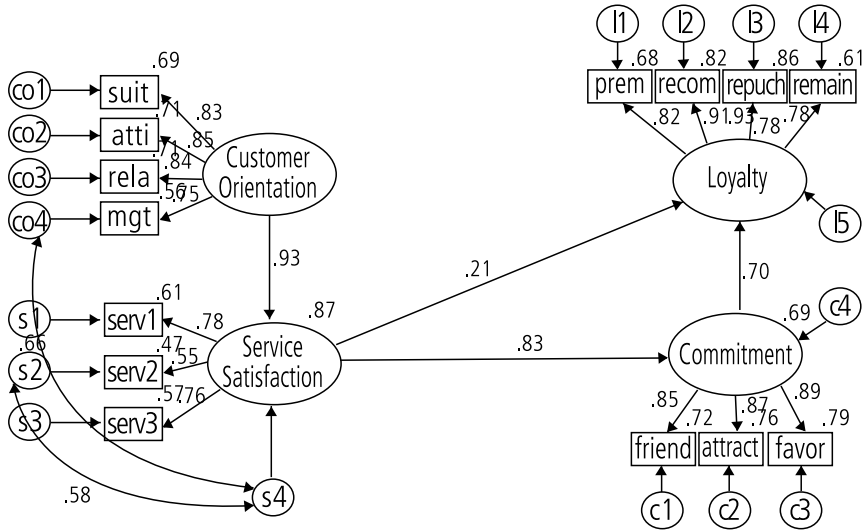 l1 l2 l3 l4
.68 .82 .86 .61
prem recom repuch remain
.82 .91 .93 .78 .78
Loyalty
l5
.69
co1 suit
.83
co2 atti
.71 .85
co3 rela
.71 .84
co4 mgt
.56 .75
Customer
Orientation
.93
.21
.70
.61 .87
s1 serv1
.78
.66 .47
s2 serv2
.55
.57 .76
s3 serv3
Service
Satisfaction
.83
.69 c4
Commitment
.85 .87 .89
.72 .76 .79
friend attract favor
c1 c2 c3
s4
.58